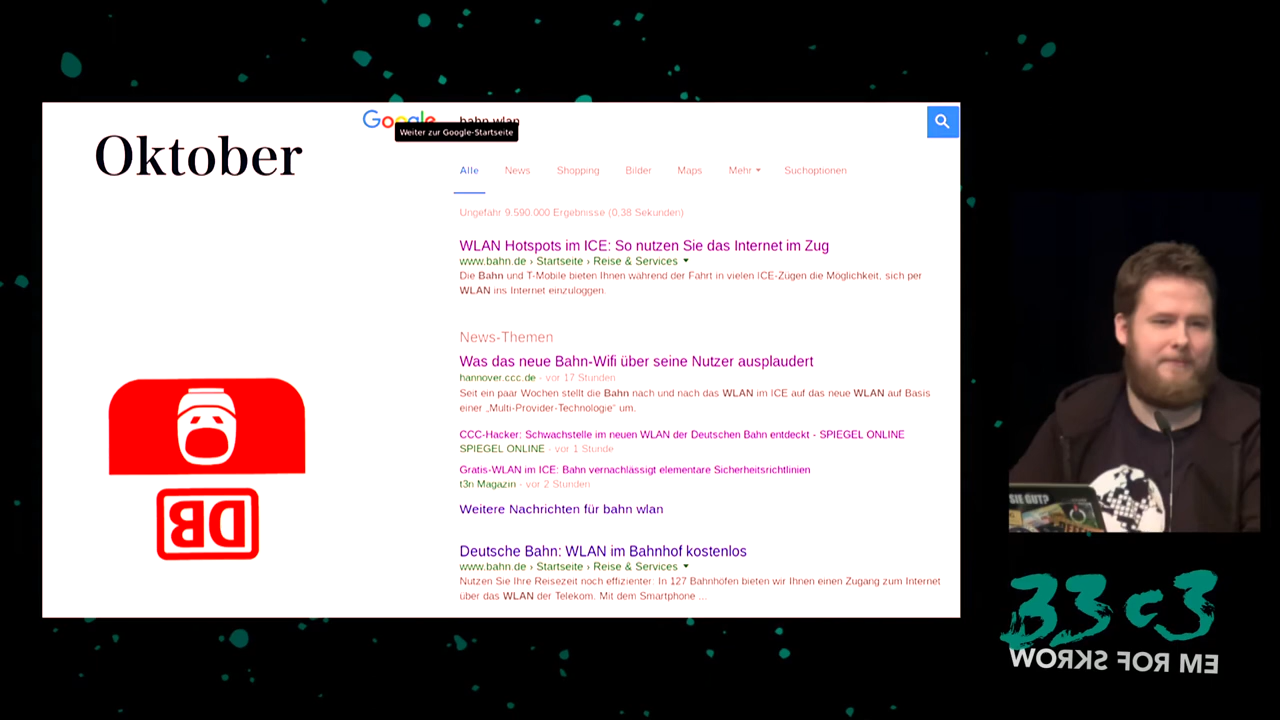 Oktober
Google
bahn wlan
Weiter zur Google-Startseite
Alle News Shopping Bilder Maps Mehr Suchoptionen
Ungefähr 9.590.000 Ergebnisse (0,38 Sekunden)
WLAN Hotspots im ICE: So nutzen Sie das Internet im Zug
www.bahn.de › Startseite › Reise & Services
Die Bahn und T-Mobile bieten Ihnen während der Fahrt in vielen ICE-Zügen die Möglichkeit, sich per
WLAN ins Internet einzuloggen.
News-Themen
Was das neue Bahn-Wifi über seine Nutzer ausplaudert
hannover.ccc.de - vor 17 Stunden
Seit ein paar Wochen stellt die Bahn nach und nach das WLAN im ICE auf das neue WLAN auf Basis
einer „Multi-Provider-Technologie“ um.
CCC-Hacker: Schwachstelle im neuen WLAN der Deutschen Bahn entdeckt - SPIEGEL ONLINE
SPIEGEL ONLINE - vor 1 Stunde
Gratis-WLAN im ICE: Bahn vernachlässigt elementare Sicherheitsrichtlinien
t3n Magazin - vor 2 Stunden
Weitere Nachrichten für bahn wlan
Deutsche Bahn: WLAN im Bahnhof kostenlos
www.bahn.de › Startseite › Reise & Services
Nutzen Sie Ihre Reisezeit noch effizienter: In 127 Bahnhöfen bieten wir Ihnen einen Zugang zum Internet
über das WLAN der Telekom. Mit dem Smartphone ...
DB
SIE GUT?
33c3
WORKS FOR ME